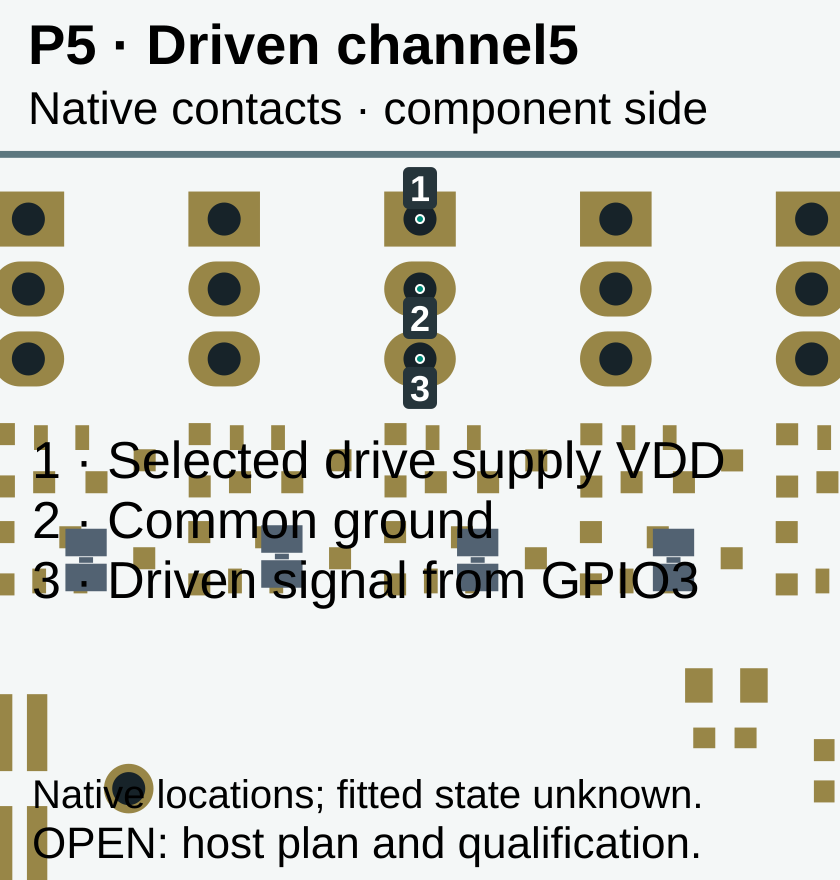 P5 · Driven channel5
Native contacts · component side
1
2
3
1 · Selected drive supply VDD
2 · Common ground
3 · Driven signal from GPIO3
Native locations; fitted state unknown.
OPEN: host plan and qualification.